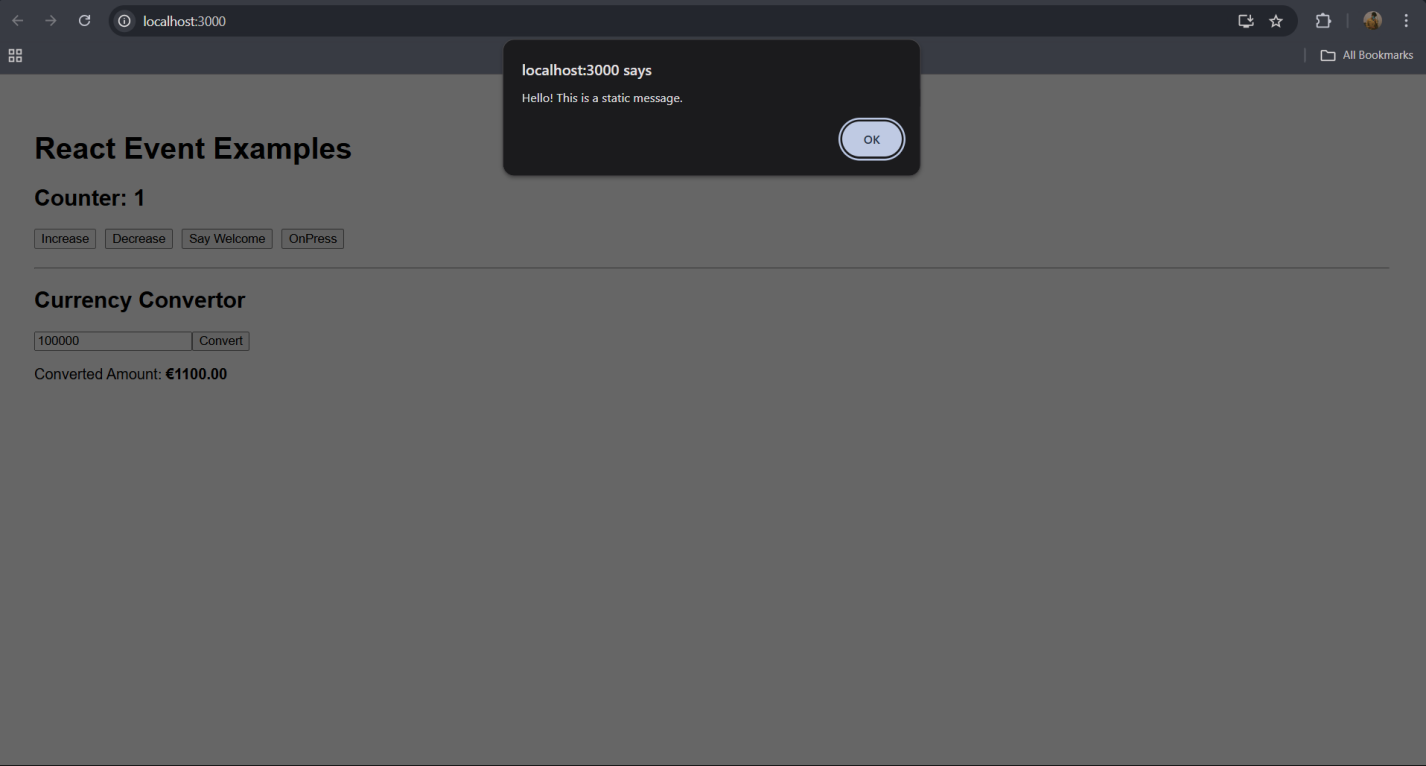 localhost:3000
All Bookmarks
localhost:3000 says
Hello! This is a static message.
OK
React Event Examples
Counter: 1
Increase Decrease Say Welcome OnPress
Currency Convertor
100000 Convert
Converted Amount: €1100.00